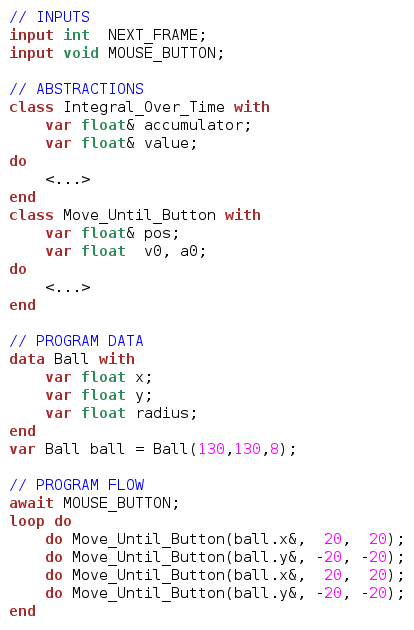 // INPUTS
input int  NEXT_FRAME;
input void MOUSE_BUTTON;

// ABSTRACTIONS
class Integral_Over_Time with
    var float& accumulator;
    var float& value;
do
    <...>
end
class Move_Until_Button with
    var float& pos;
    var float  v0, a0;
do
    <...>
end

// PROGRAM DATA
data Ball with
    var float x;
    var float y;
    var float radius;
end
var Ball ball = Ball(130,130,8);

// PROGRAM FLOW
await MOUSE_BUTTON;
loop do
    do Move_Until_Button(ball.x&,  20,  20);
    do Move_Until_Button(ball.y&, -20, -20);
    do Move_Until_Button(ball.x&,  20,  20);
    do Move_Until_Button(ball.y&, -20, -20);
end